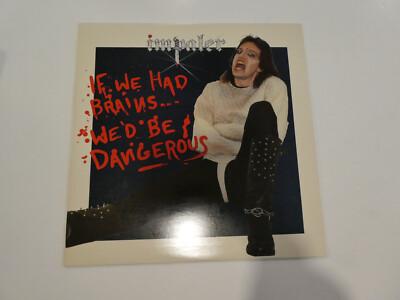 impaler
IF WE HAD
BRAINS...
WE'D BE
DANGEROUS